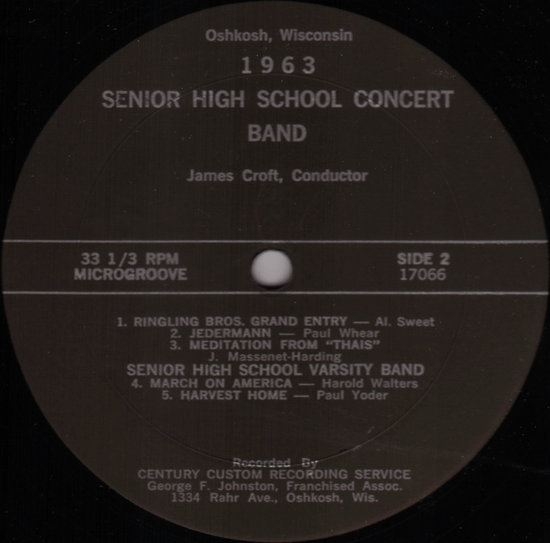 Oshkosh, Wisconsin
1963
SENIOR HIGH SCHOOL CONCERT
BAND
James Croft, Conductor
33 1/3 RPM
MICROGROOVE
SIDE 2
17066
1. RINGLING BROS. GRAND ENTRY — Al. Sweet
2. JEDERMANN — Paul Whear
3. MEDITATION FROM "THAIS"
J. Massenet-Harding
SENIOR HIGH SCHOOL VARSITY BAND
4. MARCH ON AMERICA — Harold Walters
5. HARVEST HOME — Paul Yoder
Recorded By
CENTURY CUSTOM RECORDING SERVICE
George F. Johnston, Franchised Assoc.
1334 Rahr Ave., Oshkosh, Wis.